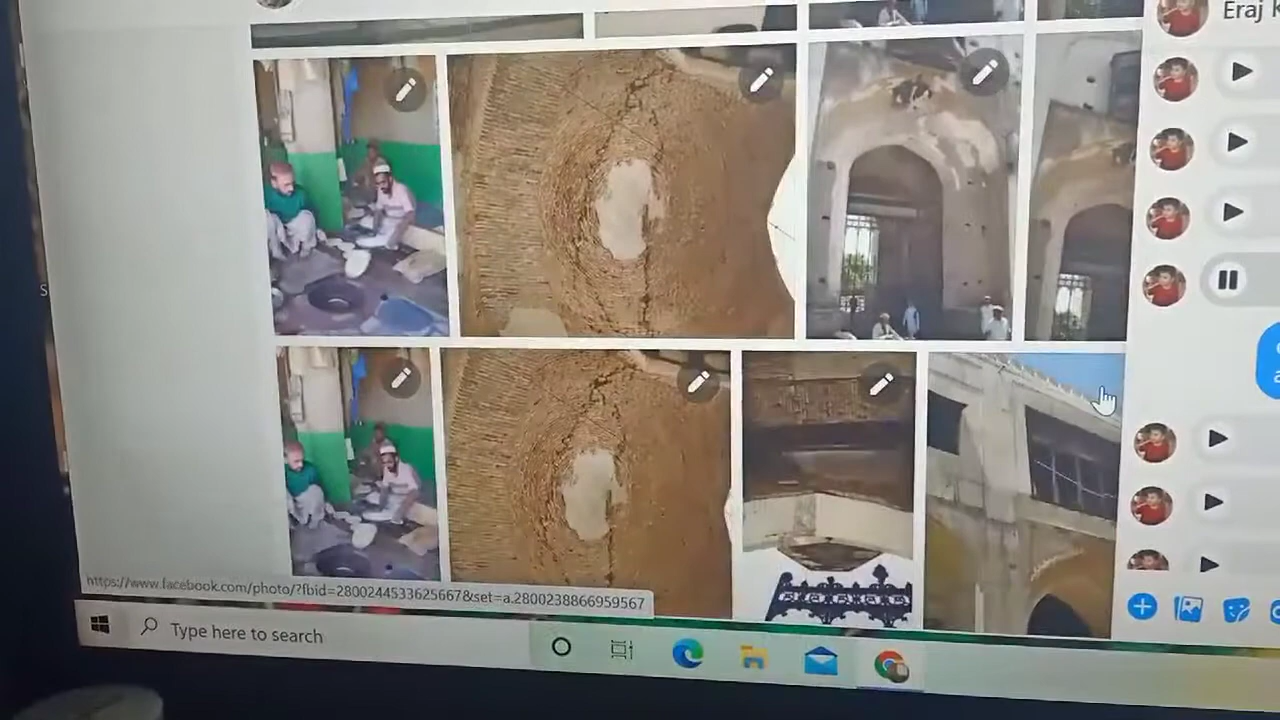 Eraj
https://www.facebook.com/photo/?fbid=2800244533625667&set=a.2800238866959567
Type here to search